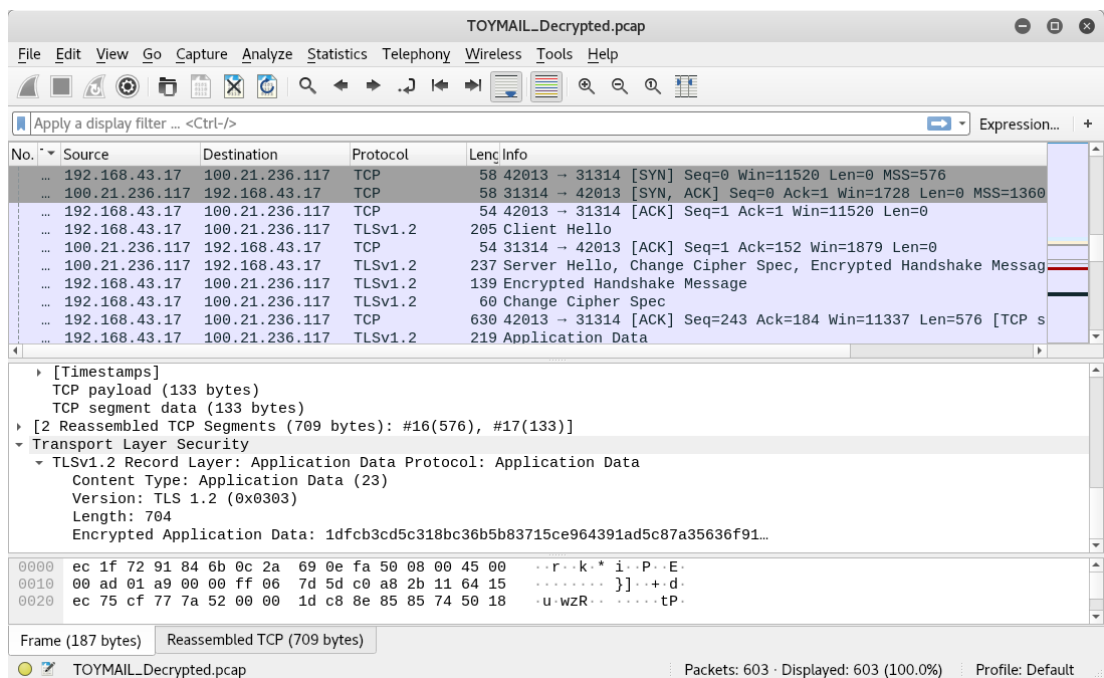 TOYMAIL_Decrypted.pcap
File Edit View Go Capture Analyze Statistics Telephony Wireless Tools Help
Apply a display filter ... <Ctrl-/> Expression... +
No. Source Destination Protocol Leng Info
... 192.168.43.17 100.21.236.117 TCP 58 42013 → 31314 [SYN] Seq=0 Win=11520 Len=0 MSS=576
... 100.21.236.117 192.168.43.17 TCP 58 31314 → 42013 [SYN, ACK] Seq=0 Ack=1 Win=1728 Len=0 MSS=1360
... 192.168.43.17 100.21.236.117 TCP 54 42013 → 31314 [ACK] Seq=1 Ack=1 Win=11520 Len=0
... 192.168.43.17 100.21.236.117 TLSv1.2 205 Client Hello
... 100.21.236.117 192.168.43.17 TCP 54 31314 → 42013 [ACK] Seq=1 Ack=152 Win=1879 Len=0
... 100.21.236.117 192.168.43.17 TLSv1.2 237 Server Hello, Change Cipher Spec, Encrypted Handshake Messag
... 192.168.43.17 100.21.236.117 TLSv1.2 139 Encrypted Handshake Message
... 192.168.43.17 100.21.236.117 TLSv1.2 60 Change Cipher Spec
... 192.168.43.17 100.21.236.117 TCP 630 42013 → 31314 [ACK] Seq=243 Ack=184 Win=11337 Len=576 [TCP s
... 192.168.43.17 100.21.236.117 TLSv1.2 219 Application Data
[Timestamps]
TCP payload (133 bytes)
TCP segment data (133 bytes)
[2 Reassembled TCP Segments (709 bytes): #16(576), #17(133)]
Transport Layer Security
TLSv1.2 Record Layer: Application Data Protocol: Application Data
Content Type: Application Data (23)
Version: TLS 1.2 (0x0303)
Length: 704
Encrypted Application Data: 1dfcb3cd5c318bc36b5b83715ce964391ad5c87a35636f91…
0000 ec 1f 72 91 84 6b 0c 2a 69 0e fa 50 08 00 45 00 ··r··k·* i··P··E·
0010 00 ad 01 a9 00 00 ff 06 7d 5d c0 a8 2b 11 64 15 ········ }]··+·d·
0020 ec 75 cf 77 7a 52 00 00 1d c8 8e 85 85 74 50 18 ·u·wzR·· ·····tP·
Frame (187 bytes) Reassembled TCP (709 bytes)
TOYMAIL_Decrypted.pcap Packets: 603 · Displayed: 603 (100.0%) Profile: Default